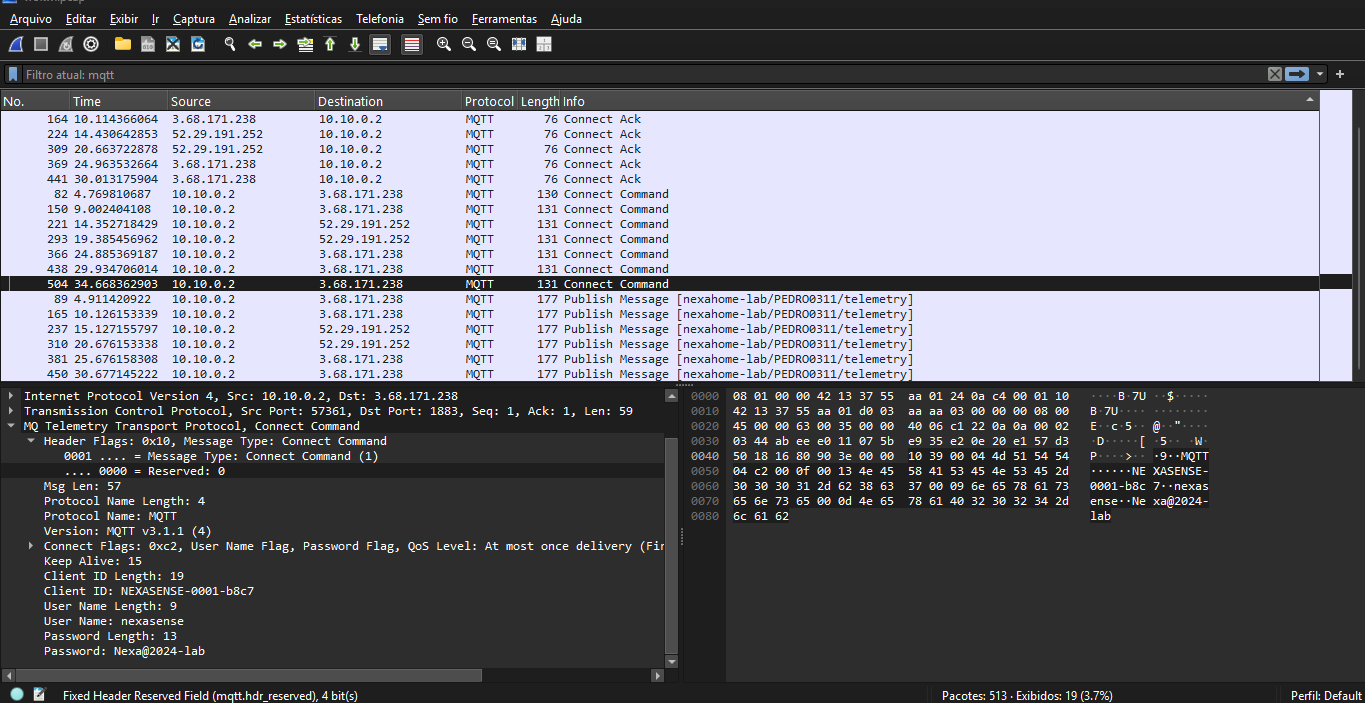 Arquivo Editar Exibir Ir Captura Analizar Estatísticas Telefonia Sem fio Ferramentas Ajuda
Filtro atual: mqtt
No. Time Source Destination Protocol Length Info
164 10.114366064 3.68.171.238 10.10.0.2 MQTT 76 Connect Ack
224 14.430642853 52.29.191.252 10.10.0.2 MQTT 76 Connect Ack
309 20.663722878 52.29.191.252 10.10.0.2 MQTT 76 Connect Ack
369 24.963532664 3.68.171.238 10.10.0.2 MQTT 76 Connect Ack
441 30.013175904 3.68.171.238 10.10.0.2 MQTT 76 Connect Ack
82 4.769810687 10.10.0.2 3.68.171.238 MQTT 130 Connect Command
150 9.002404108 10.10.0.2 3.68.171.238 MQTT 131 Connect Command
221 14.352718429 10.10.0.2 52.29.191.252 MQTT 131 Connect Command
293 19.385456962 10.10.0.2 52.29.191.252 MQTT 131 Connect Command
366 24.885369187 10.10.0.2 3.68.171.238 MQTT 131 Connect Command
438 29.934706014 10.10.0.2 3.68.171.238 MQTT 131 Connect Command
504 34.668362903 10.10.0.2 3.68.171.238 MQTT 131 Connect Command
89 4.911420922 10.10.0.2 3.68.171.238 MQTT 177 Publish Message [nexahome-lab/PEDRO0311/telemetry]
165 10.126153339 10.10.0.2 3.68.171.238 MQTT 177 Publish Message [nexahome-lab/PEDRO0311/telemetry]
237 15.127155797 10.10.0.2 52.29.191.252 MQTT 177 Publish Message [nexahome-lab/PEDRO0311/telemetry]
310 20.676153338 10.10.0.2 52.29.191.252 MQTT 177 Publish Message [nexahome-lab/PEDRO0311/telemetry]
381 25.676158308 10.10.0.2 3.68.171.238 MQTT 177 Publish Message [nexahome-lab/PEDRO0311/telemetry]
450 30.677145222 10.10.0.2 3.68.171.238 MQTT 177 Publish Message [nexahome-lab/PEDRO0311/telemetry]
Internet Protocol Version 4, Src: 10.10.0.2, Dst: 3.68.171.238
Transmission Control Protocol, Src Port: 57361, Dst Port: 1883, Seq: 1, Ack: 1, Len: 59
MQ Telemetry Transport Protocol, Connect Command
Header Flags: 0x10, Message Type: Connect Command
0001 .... = Message Type: Connect Command (1)
.... 0000 = Reserved: 0
Msg Len: 57
Protocol Name Length: 4
Protocol Name: MQTT
Version: MQTT v3.1.1 (4)
Connect Flags: 0xc2, User Name Flag, Password Flag, QoS Level: At most once delivery (Fir
Keep Alive: 15
Client ID Length: 19
Client ID: NEXASENSE-0001-b8c7
User Name Length: 9
User Name: nexasense
Password Length: 13
Password: Nexa@2024-lab
0000 08 01 00 00 42 13 37 55 aa 01 24 0a c4 00 01 10 ····B·7U ··$·····
0010 42 13 37 55 aa 01 d0 03 aa aa 03 00 00 00 08 00 B·7U···· ········
0020 45 00 00 63 00 35 00 00 40 06 c1 22 0a 0a 00 02 E··c·5·· @··"····
0030 03 44 ab ee e0 11 07 5b e9 35 e2 0e 20 e1 57 d3 ·D·····[ ·5·· ·W·
0040 50 18 16 80 90 3e 00 00 10 39 00 04 4d 51 54 54 P····>·· ·9··MQTT
0050 04 c2 00 0f 00 13 4e 45 58 41 53 45 4e 53 45 2d ······NE XASENSE-
0060 30 30 30 31 2d 62 38 63 37 00 09 6e 65 78 61 73 0001-b8c 7··nexas
0070 65 6e 73 65 00 0d 4e 65 78 61 40 32 30 32 34 2d ense··Ne xa@2024-
0080 6c 61 62 lab
Fixed Header Reserved Field (mqtt.hdr_reserved), 4 bit(s) Pacotes: 513 · Exibidos: 19 (3.7%) Perfil: Default